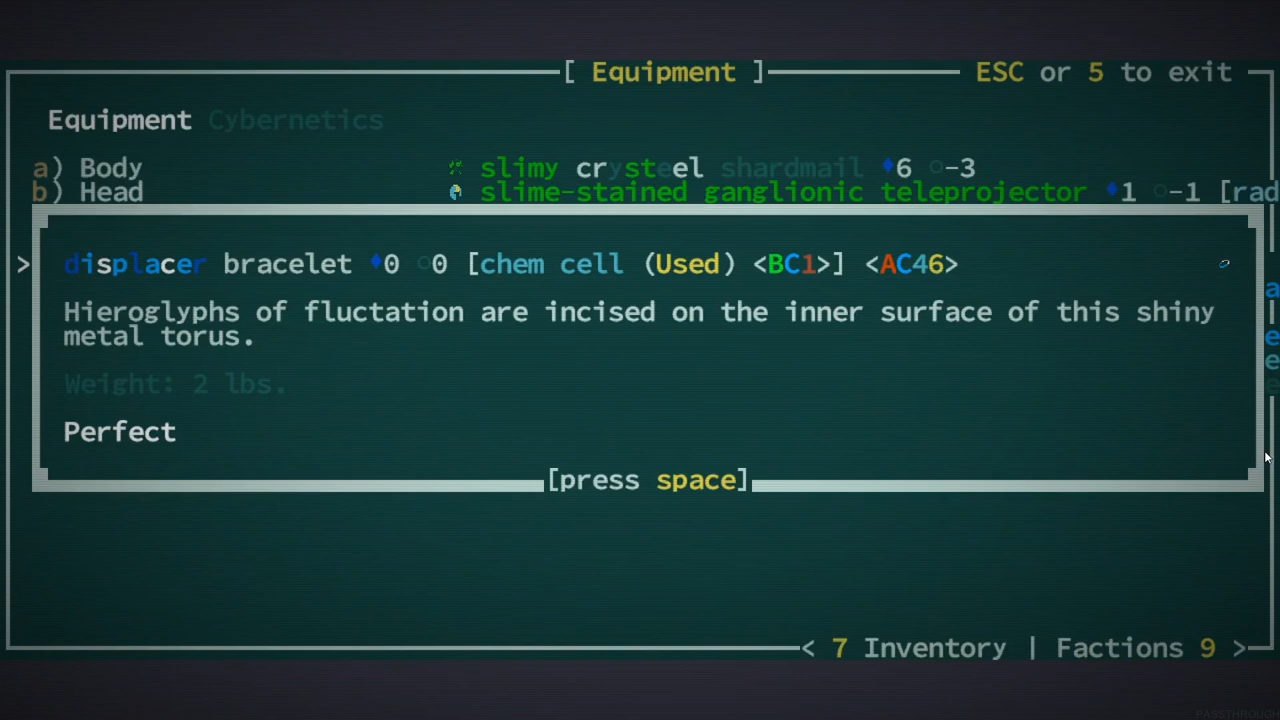 [ Equipment ] ESC or 5 to exit
Equipment Cybernetics
a) Body slimy crysteel shardmail ♦6 ○-3
b) Head slime-stained ganglionic teleprojector ♦1 ○-1 [rad
> displacer bracelet ♦0 ○0 [chem cell (Used) <BC1>] <AC46>
Hieroglyphs of fluctation are incised on the inner surface of this shiny
metal torus.
Weight: 2 lbs.
Perfect
[press space]
< 7 Inventory | Factions 9 >